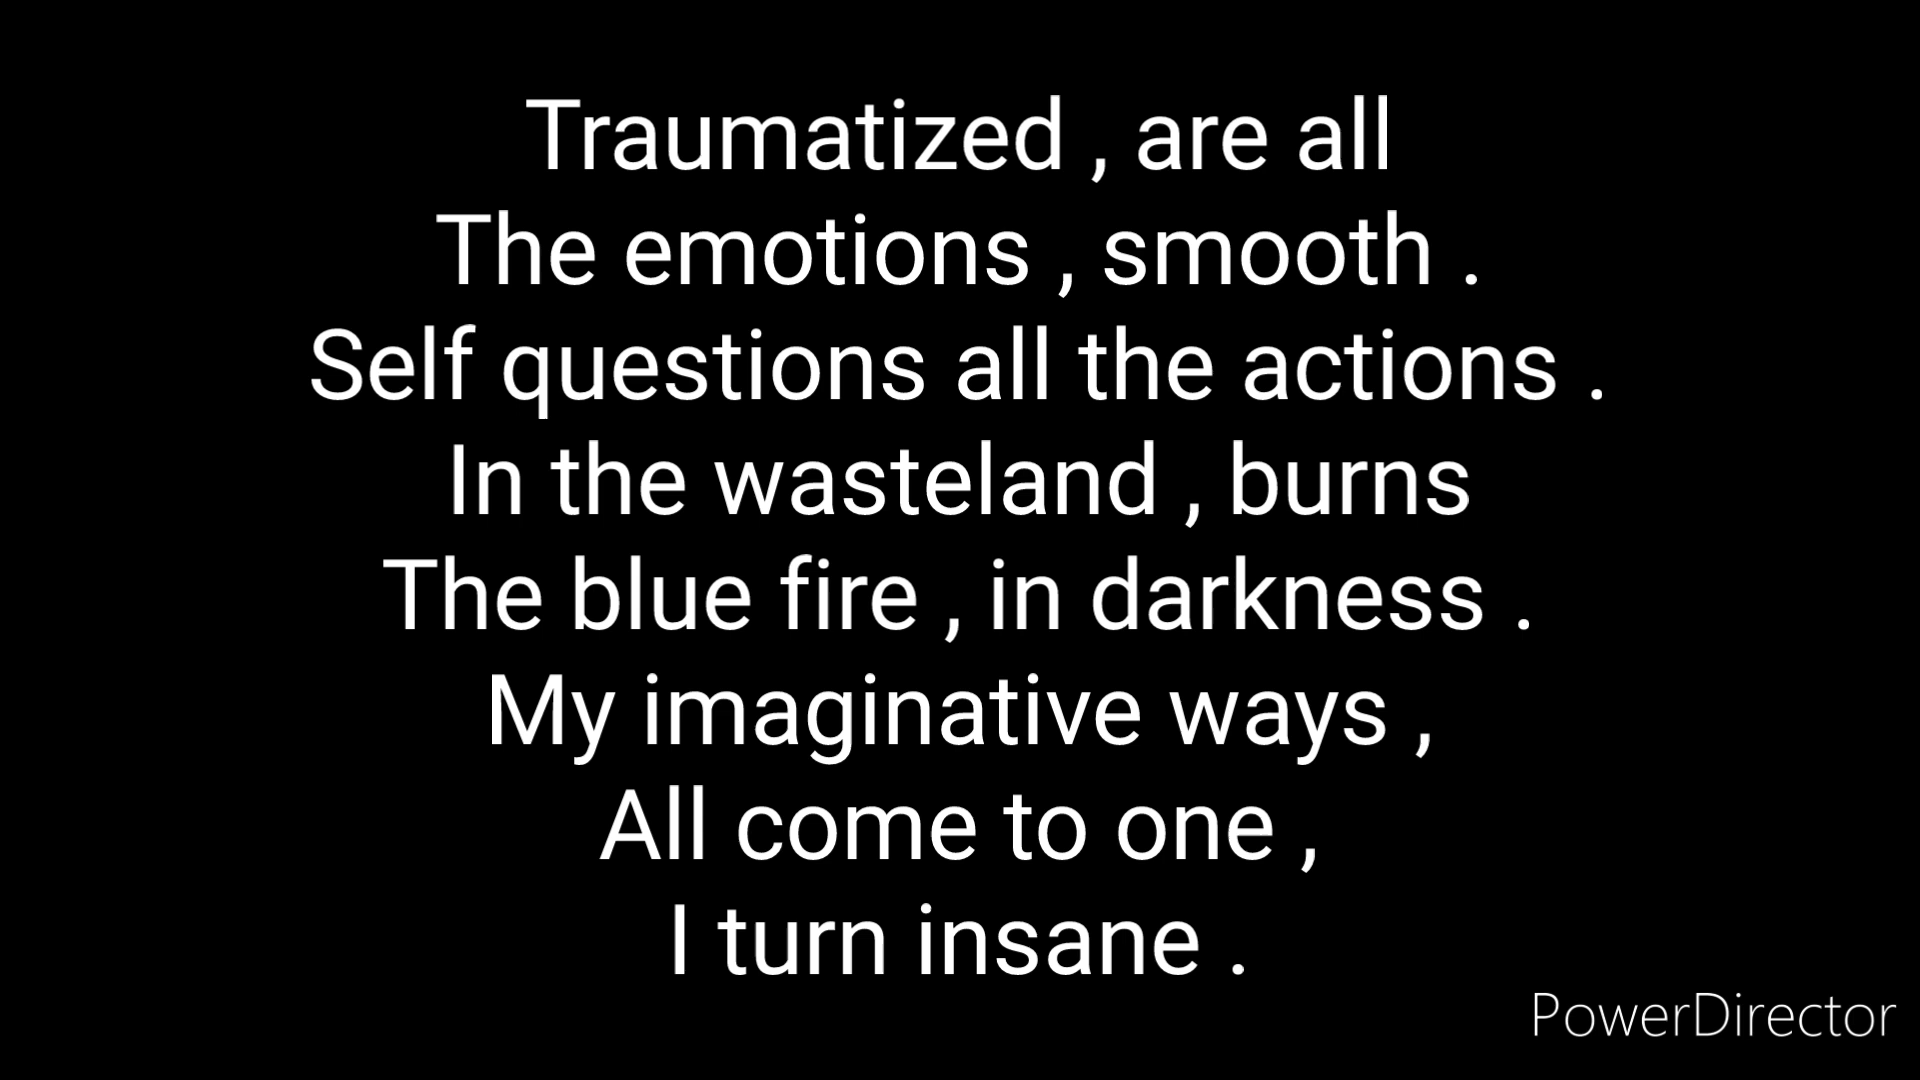 Traumatized , are all
The emotions , smooth .
Self questions all the actions .
In the wasteland , burns
The blue fire , in darkness .
My imaginative ways ,
All come to one ,
I turn insane .
PowerDirector